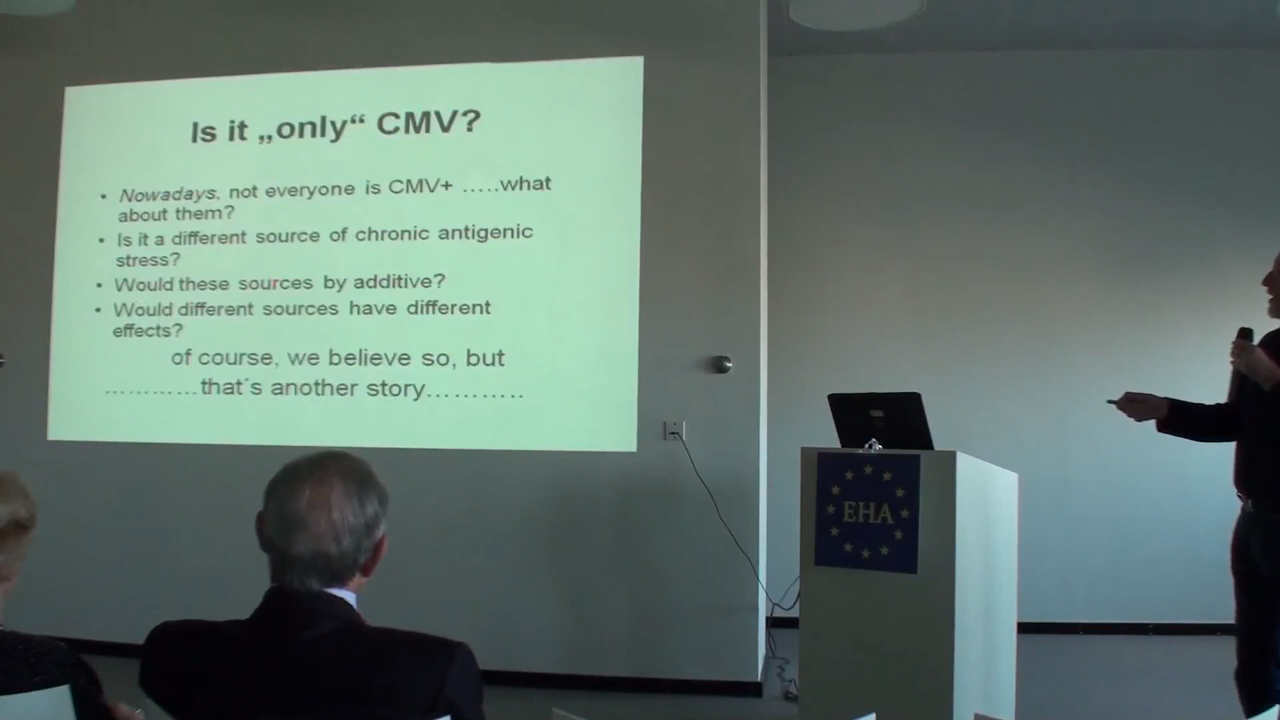 Is it „only“ CMV?
• Nowadays, not everyone is CMV+ .....what
about them?
• Is it a different source of chronic antigenic
stress?
• Would these sources by additive?
• Would different sources have different
effects?
of course, we believe so, but
............that´s another story...........
EHA